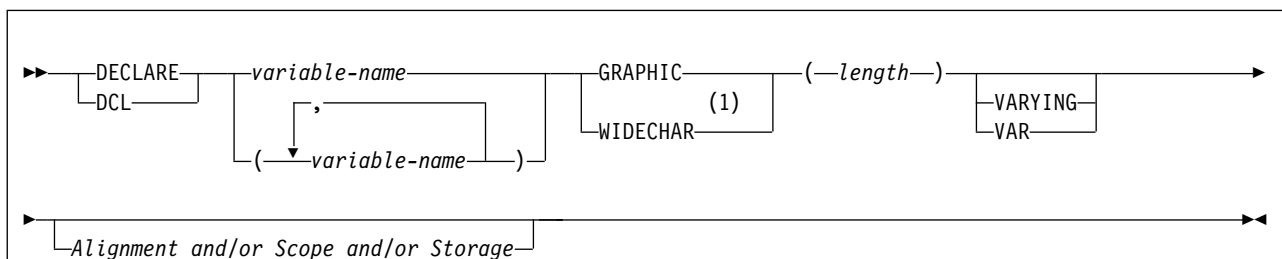 DECLARE variable-name GRAPHIC ( length )
DCL , (1) VARYING
WIDECHAR VAR
( variable-name )
Alignment and/or Scope and/or Storage